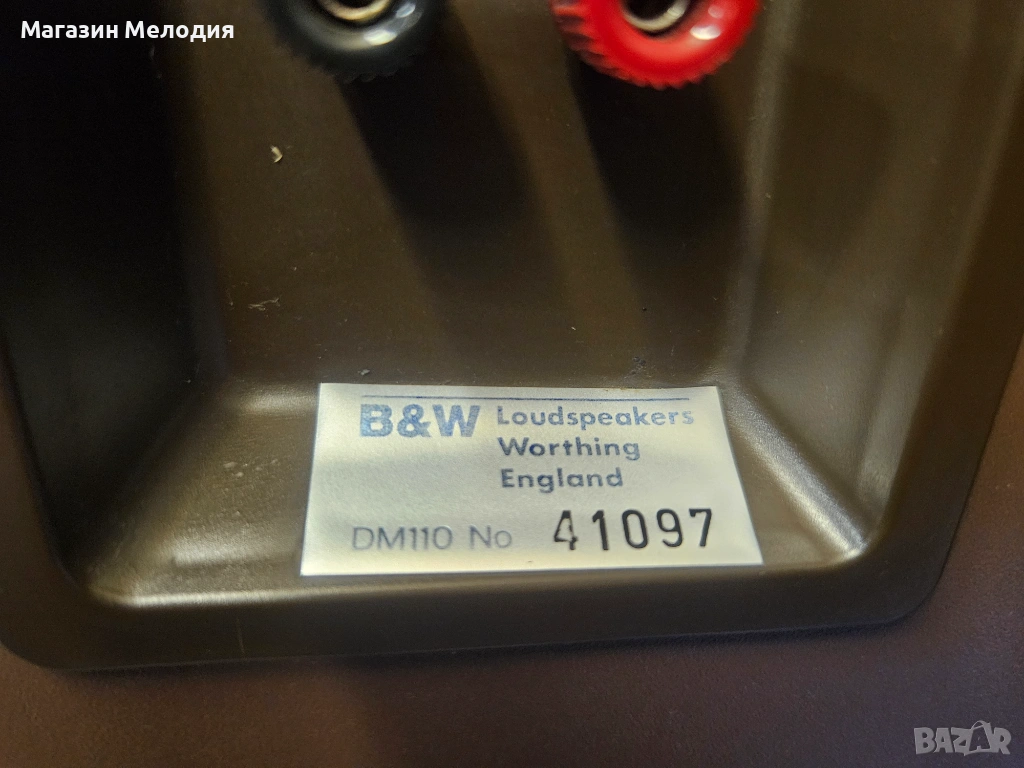 Магазин Мелодия
B&W Loudspeakers
Worthing
England
DM110 No 41097
BAZAR